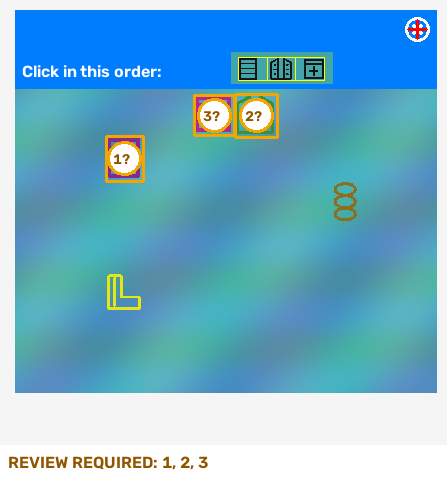 Click in this order:
3? 2?
1?
REVIEW REQUIRED: 1, 2, 3